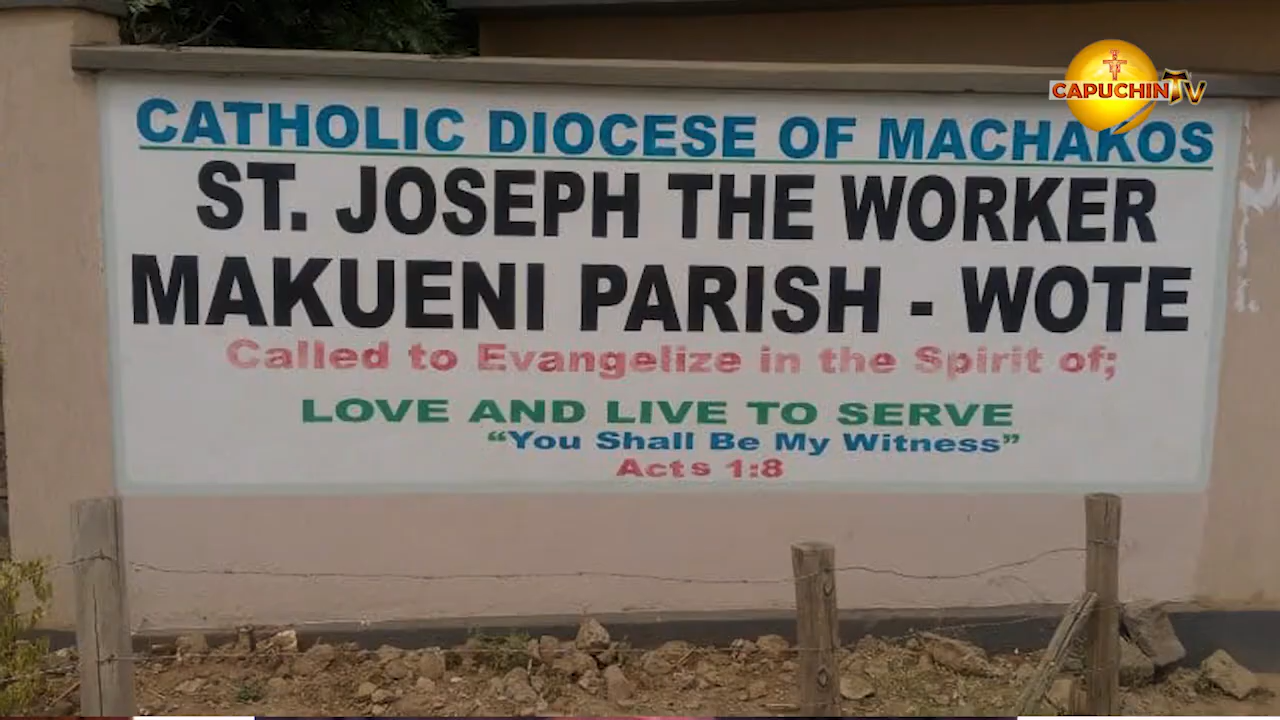 CAPUCHIN TV
CATHOLIC DIOCESE OF MACHAKOS
ST. JOSEPH THE WORKER
MAKUENI PARISH - WOTE
Called to Evangelize in the Spirit of;
LOVE AND LIVE TO SERVE
“You Shall Be My Witness”
Acts 1:8